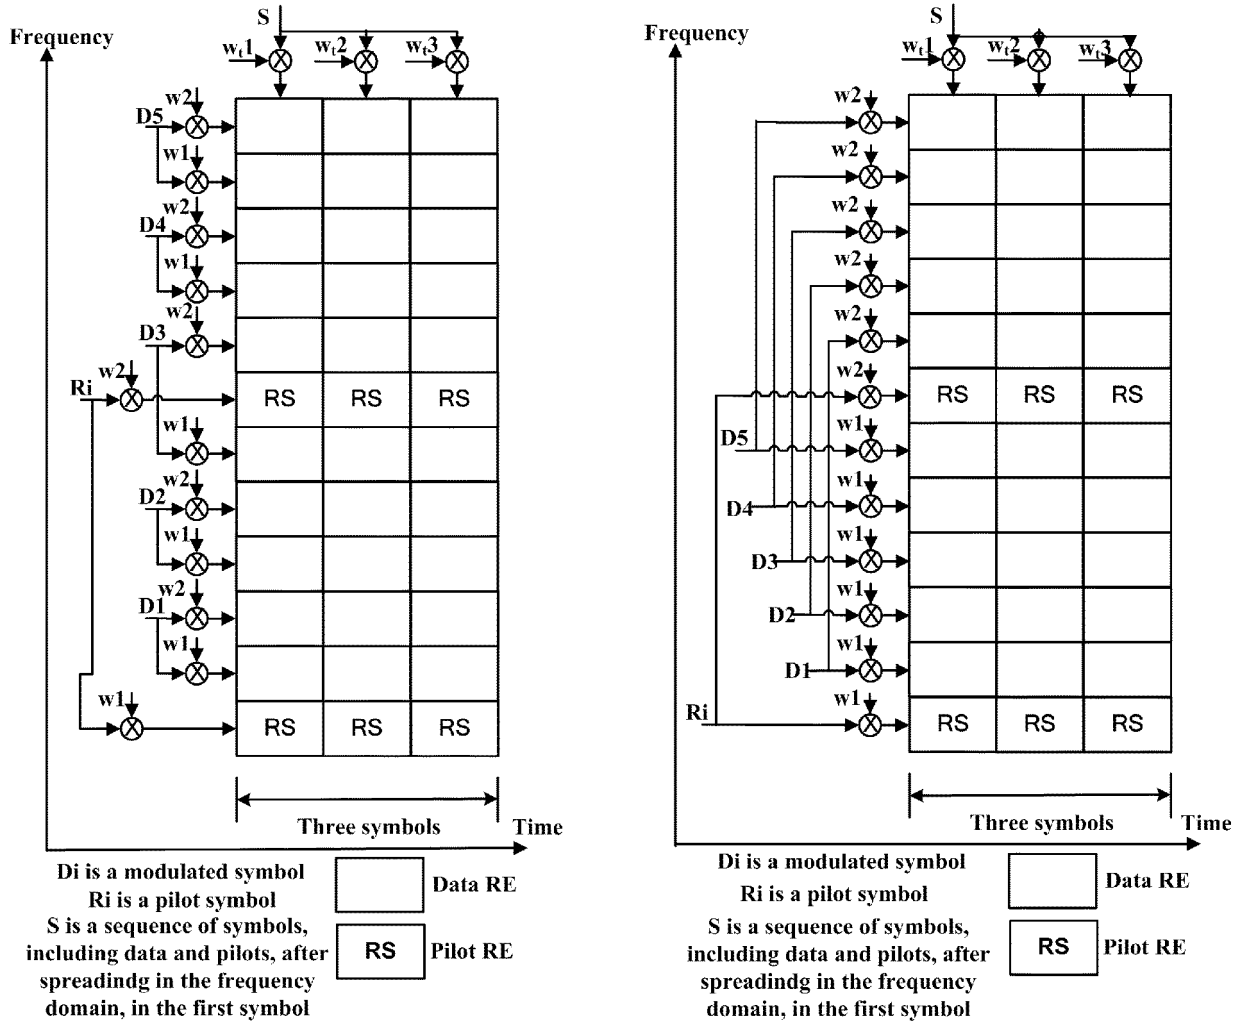 S
Frequency
wt1
wt2
wt3
w2
D5
w1
w2
D4
w1
w2
D3
w2
Ri
RS RS RS
w1
w2
D2
w1
w2
D1
w1
w1
RS RS RS
Three symbols
Time
Di is a modulated symbol
Ri is a pilot symbol
S is a sequence of symbols,
including data and pilots, after
spreadindg in the frequency
domain, in the first symbol
Data RE
RS
Pilot RE
S
Frequency
wt1
wt2
wt3
w2
w2
w2
w2
w2
w2
RS RS RS
w1
D5
w1
D4
w1
D3
w1
D2
w1
D1
w1
Ri
RS RS RS
Three symbols
Time
Di is a modulated symbol
Ri is a pilot symbol
S is a sequence of symbols,
including data and pilots, after
spreadindg in the frequency
domain, in the first symbol
Data RE
RS
Pilot RE